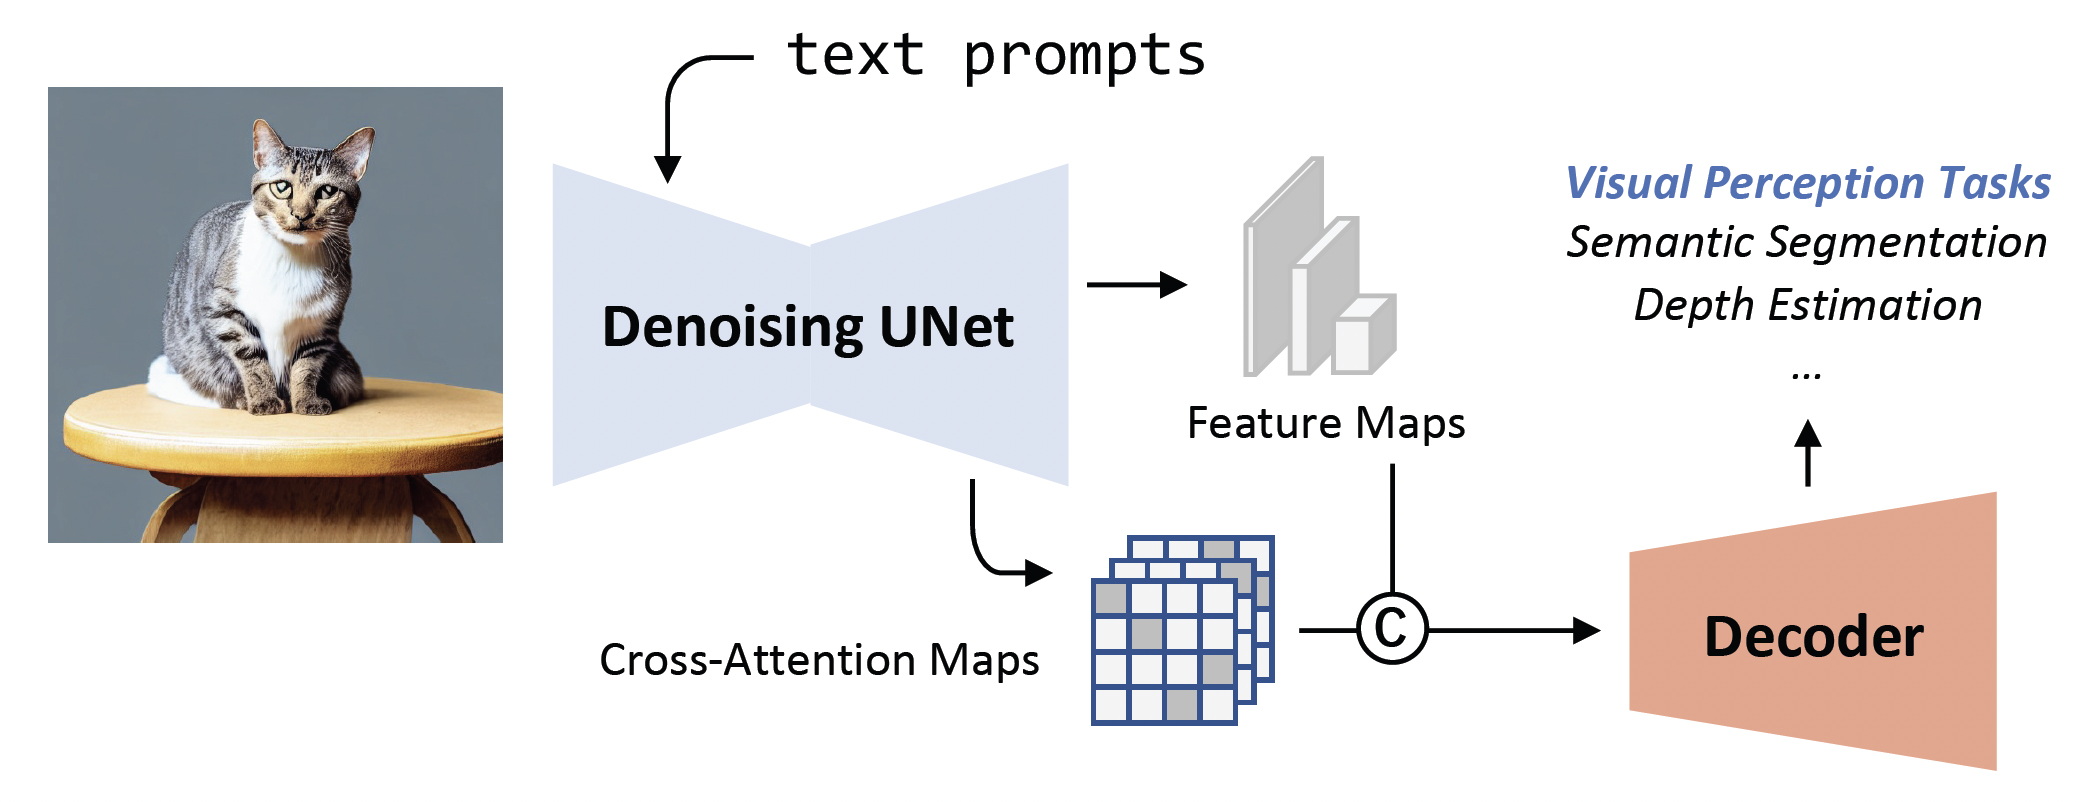 text prompts
Denoising UNet
Feature Maps
Cross-Attention Maps
C
Decoder
Visual Perception Tasks
Semantic Segmentation
Depth Estimation
...